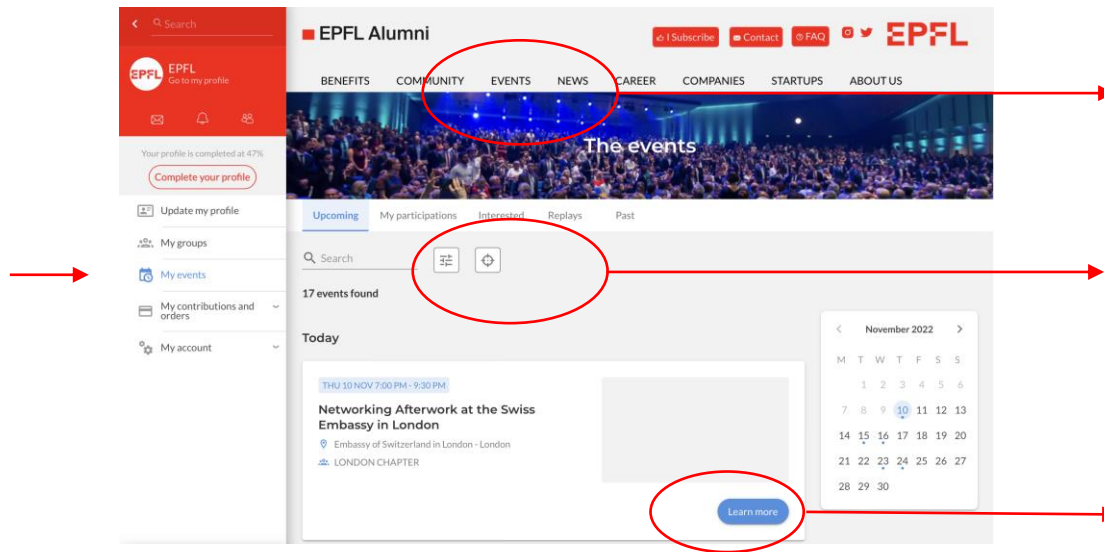 Search
EPFL
EPFL
Go to my profile
Your profile is completed at 47%
Complete your profile
Update my profile
My groups
My events
My contributions and
orders
My account
EPFL Alumni
I Subscribe
Contact
FAQ
EPFL
BENEFITS COMMUNITY EVENTS NEWS CAREER COMPANIES STARTUPS ABOUT US
The events
Upcoming My participations Interested Replays Past
Search
17 events found
Today
THU 10 NOV 7:00 PM - 9:30 PM
Networking Afterwork at the Swiss
Embassy in London
Embassy of Switzerland in London - London
LONDON CHAPTER
Learn more
< November 2022 >
M T W T F S S
1 2 3 4 5 6
7 8 9 10 11 12 13
14 15 16 17 18 19 20
21 22 23 24 25 26 27
28 29 30